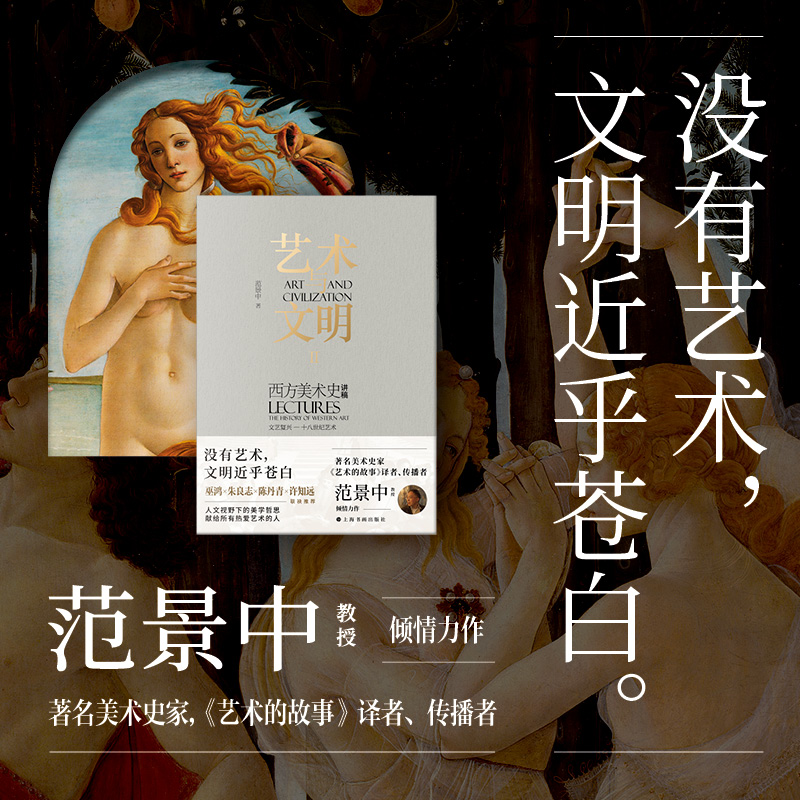 没有艺术,
文明近乎苍白。
艺术
ART AND
CIVILIZATION
文明
II
范景中 著
西方美术史讲稿
LECTURES
THE HISTORY OF WESTERN ART
文艺复兴—十八世纪艺术
没有艺术,
文明近乎苍白
巫鸿·朱良志·陈丹青·许知远
联袂推荐
人文视野下的美学哲思
献给所有热爱艺术的人
著名美术史家
《艺术的故事》译者、传播者
范景中 教授
倾情力作
上海书画出版社
范景中 教授
倾情力作
著名美术史家,《艺术的故事》译者、传播者